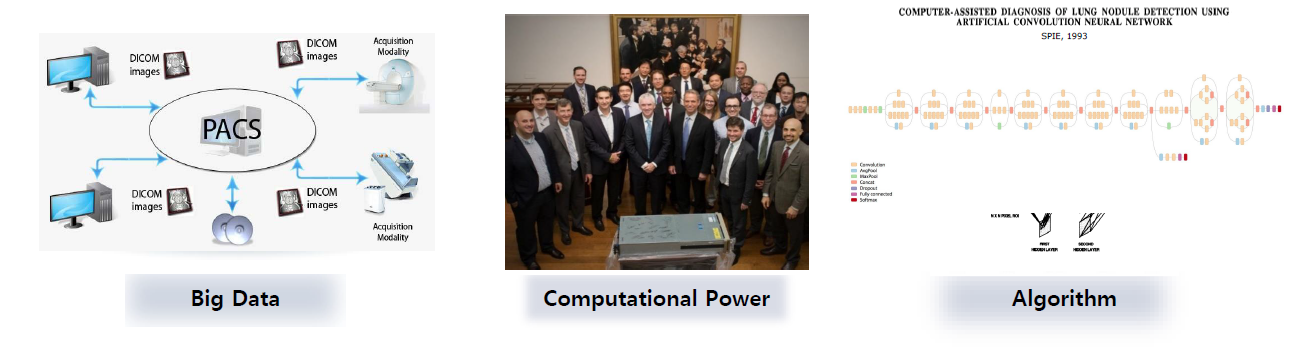 DICOM
images
DICOM
images
Acquisition
Modality
PACS
DICOM
images
DICOM
images
Acquisition
Modality
Big Data
Computational Power
COMPUTER-ASSISTED DIAGNOSIS OF LUNG NODULE DETECTION USING
ARTIFICIAL CONVOLUTION NEURAL NETWORK
SPIE, 1993
Convolution
AvgPool
MaxPool
Concat
Dropout
Fully connected
Softmax
N X N PIXEL ROI
FIRST
HIDDEN LAYER
SECOND
HIDDEN LAYER
Algorithm